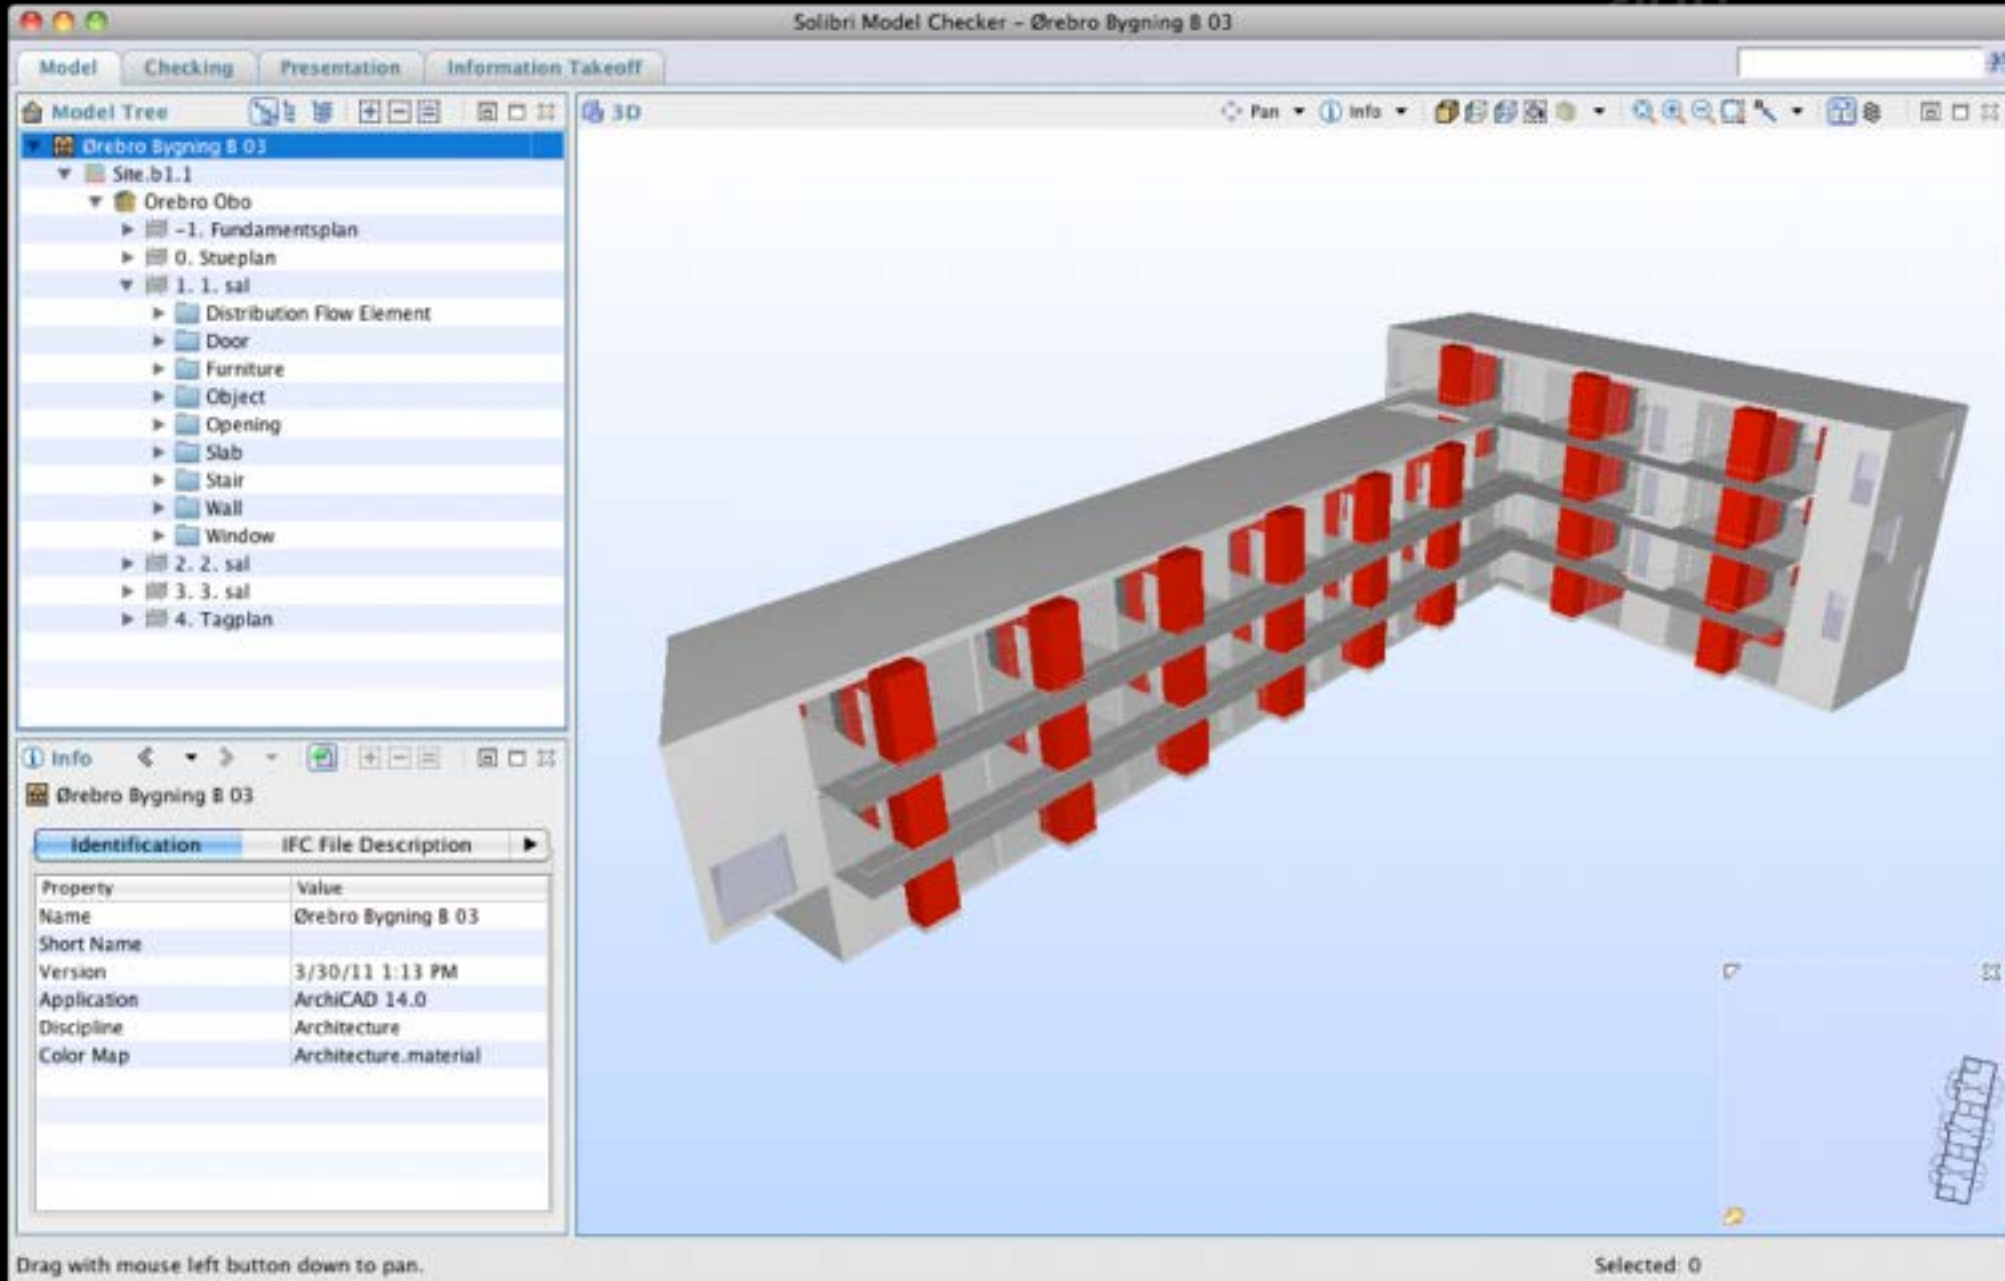 Solibri Model Checker – Ørebro Bygning B 03
Model Checking Presentation Information Takeoff
Model Tree
Ørebro Bygning B 03
Site.b1.1
Orebro Obo
-1. Fundamentsplan
0. Stueplan
1. 1. sal
Distribution Flow Element
Door
Furniture
Object
Opening
Slab
Stair
Wall
Window
2. 2. sal
3. 3. sal
4. Tagplan
3D Pan Info
Info
Ørebro Bygning B 03
Identification IFC File Description
Property Value
Name Ørebro Bygning B 03
Short Name
Version 3/30/11 1:13 PM
Application ArchiCAD 14.0
Discipline Architecture
Color Map Architecture.material
Drag with mouse left button down to pan. Selected: 0